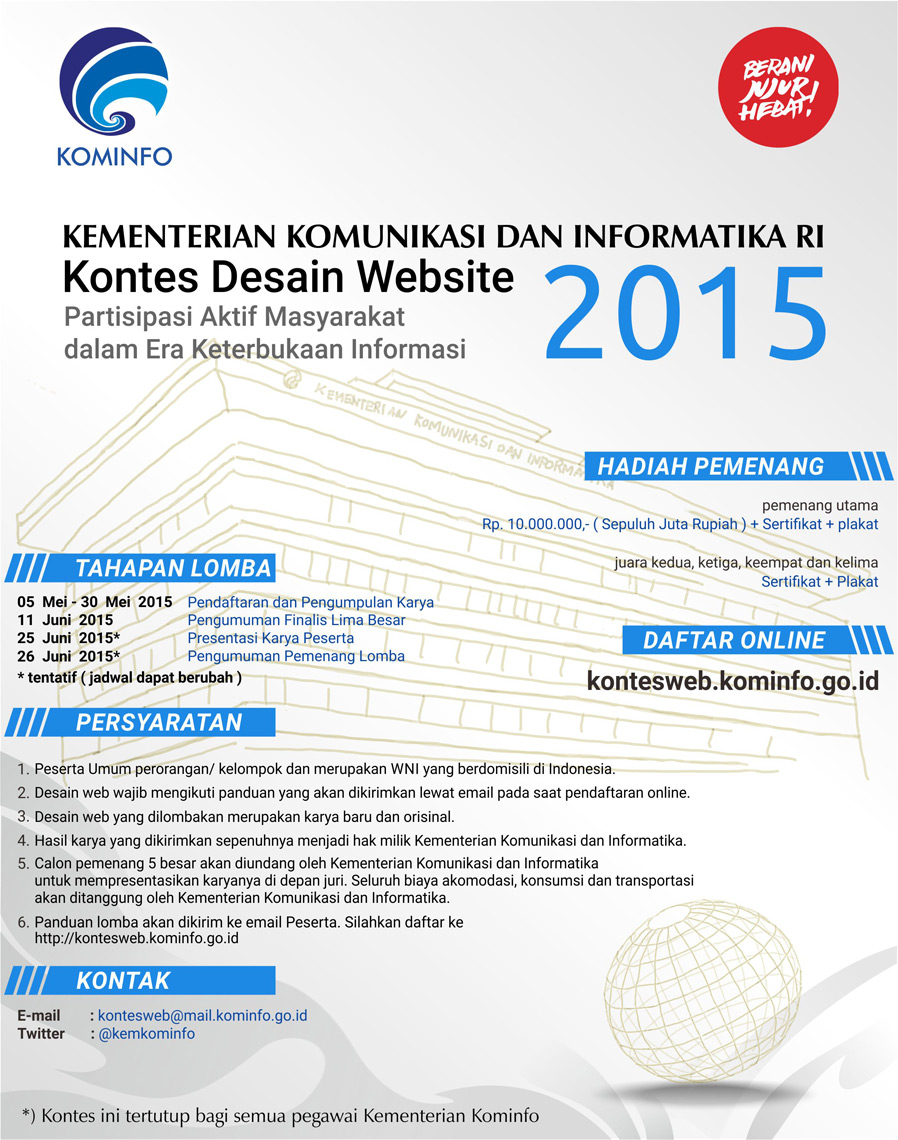 KOMINFO
BERANI
JUJUR
HEBAT!
KEMENTERIAN KOMUNIKASI DAN INFORMATIKA RI
Kontes Desain Website
2015
Partisipasi Aktif Masyarakat
dalam Era Keterbukaan Informasi
KEMENTERIAN KOMUNIKASI DAN INFORMATIKA
HADIAH PEMENANG
pemenang utama
Rp. 10.000.000,- ( Sepuluh Juta Rupiah ) + Sertifikat + plakat
juara kedua, ketiga, keempat dan kelima
Sertifikat + Plakat
TAHAPAN LOMBA
05 Mei - 30 Mei 2015 Pendaftaran dan Pengumpulan Karya
11 Juni 2015 Pengumuman Finalis Lima Besar
25 Juni 2015* Presentasi Karya Peserta
26 Juni 2015* Pengumuman Pemenang Lomba
* tentatif ( jadwal dapat berubah )
DAFTAR ONLINE
kontesweb.kominfo.go.id
PERSYARATAN
1. Peserta Umum perorangan/ kelompok dan merupakan WNI yang berdomisili di Indonesia.
2. Desain web wajib mengikuti panduan yang akan dikirimkan lewat email pada saat pendaftaran online.
3. Desain web yang dilombakan merupakan karya baru dan orisinal.
4. Hasil karya yang dikirimkan sepenuhnya menjadi hak milik Kementerian Komunikasi dan Informatika.
5. Calon pemenang 5 besar akan diundang oleh Kementerian Komunikasi dan Informatika
untuk mempresentasikan karyanya di depan juri. Seluruh biaya akomodasi, konsumsi dan transportasi
akan ditanggung oleh Kementerian Komunikasi dan Informatika.
6. Panduan lomba akan dikirim ke email Peserta. Silahkan daftar ke
http://kontesweb.kominfo.go.id
KONTAK
E-mail : kontesweb@mail.kominfo.go.id
Twitter : @kemkominfo
*) Kontes ini tertutup bagi semua pegawai Kementerian Kominfo